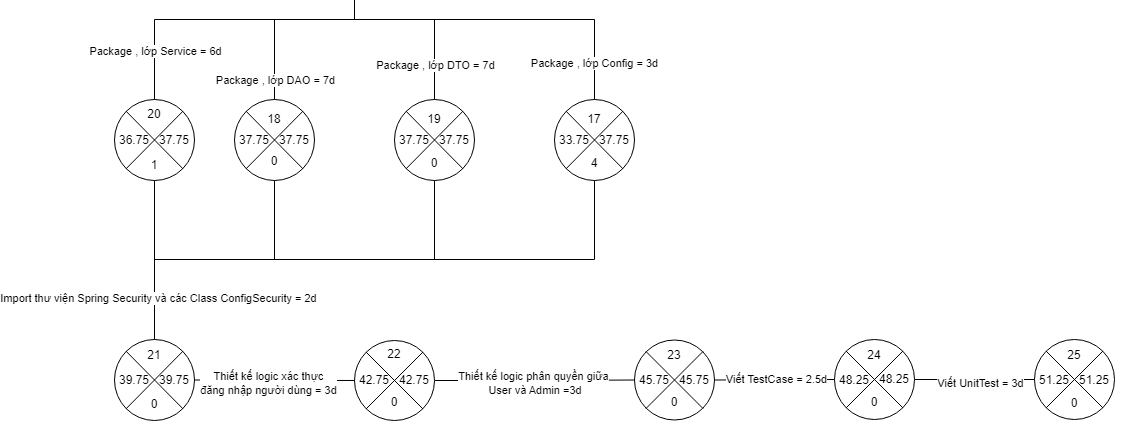 Package , lớp Service = 6d
Package , lớp DAO = 7d
Package , lớp DTO = 7d
Package , lớp Config = 3d
20
36.75 37.75
1
18
37.75 37.75
0
19
37.75 37.75
0
17
33.75 37.75
4
Import thư viện Spring Security và các Class ConfigSecurity = 2d
21
39.75 39.75
0
Thiết kế logic xác thực
đăng nhập người dùng = 3d
22
42.75 42.75
0
Thiết kế logic phân quyền giữa
User và Admin =3d
23
45.75 45.75
0
Viết TestCase = 2.5d
24
48.25 48.25
0
Viết UnitTest = 3d
25
51.25 51.25
0